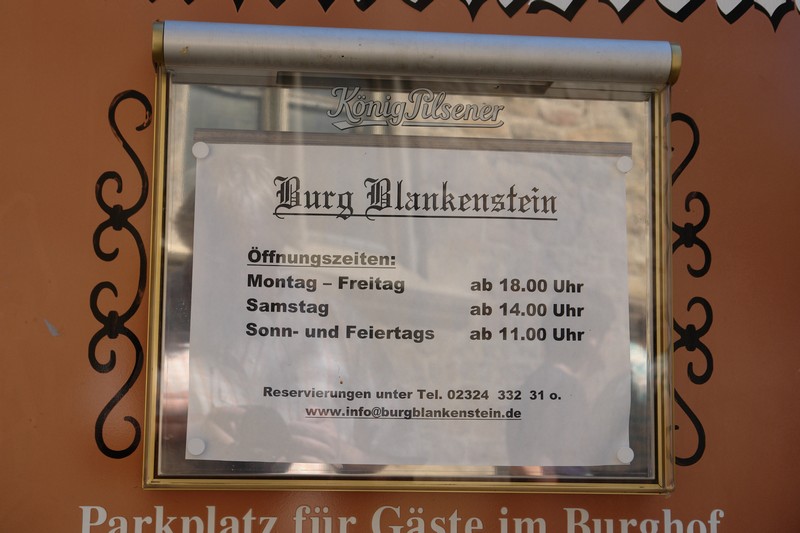 König Pilsener
Burg Blankenstein
Öffnungszeiten:
Montag – Freitag ab 18.00 Uhr
Samstag ab 14.00 Uhr
Sonn- und Feiertags ab 11.00 Uhr
Reservierungen unter Tel. 02324 332 31 o.
www.info@burgblankenstein.de
Parkplatz für Gäste im Burghof